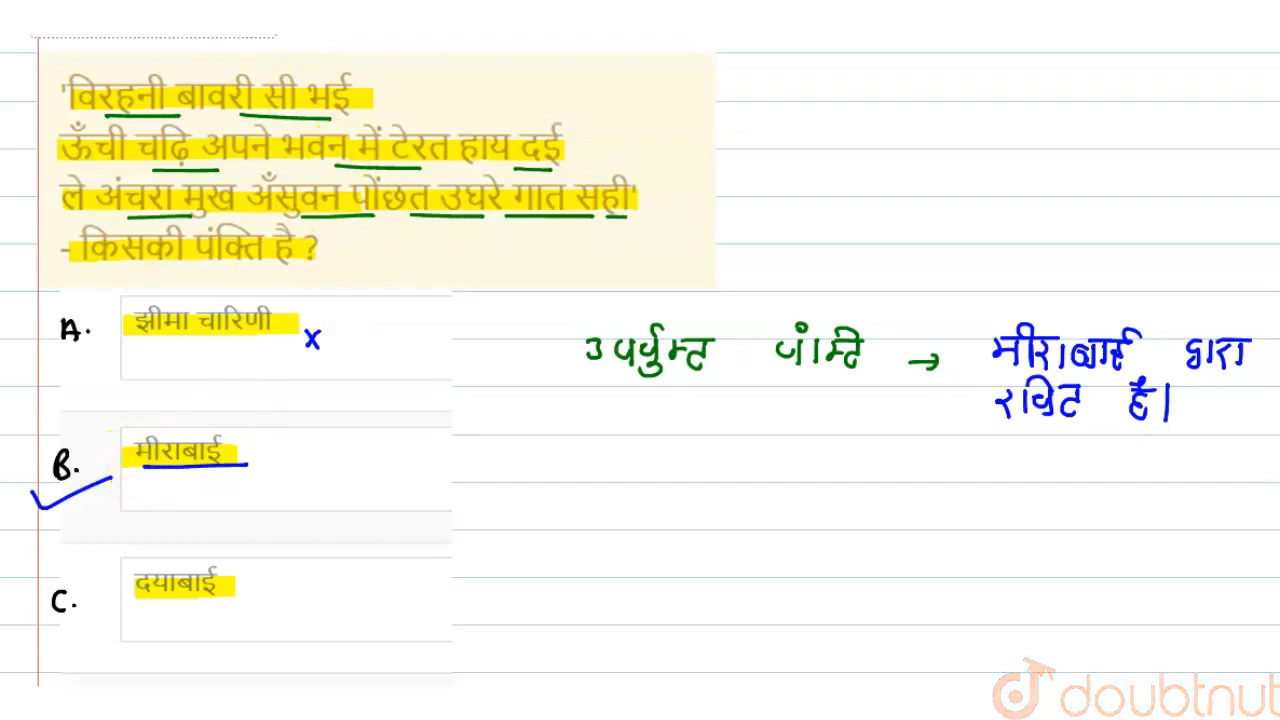 'विरहनी बावरी सी भई
ऊँची चढ़ि अपने भवन में टेरत हाय दई
ले अंचरा मुख अँसुवन पोंछत उघरे गात सही'
- किसकी पंक्ति है ?
A. झीमा चारिणी x
उपर्युक्त पंक्ति → मीराबाई द्वारा
रचित है।
B. मीराबाई
C. दयाबाई
doubtnut